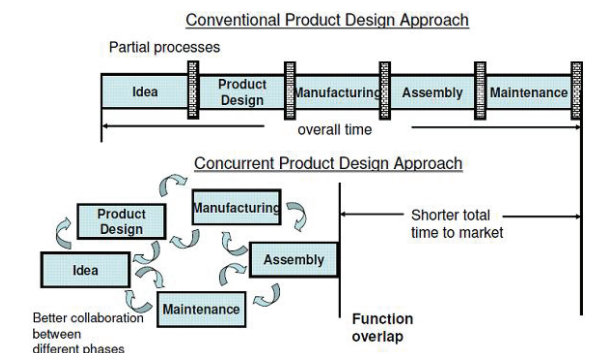 Conventional Product Design Approach
Partial processes
Idea
Product
Design
Manufacturing
Assembly
Maintenance
overall time
Concurrent Product Design Approach
Product
Design
Manufacturing
Shorter total
time to market
Idea
Assembly
Maintenance
Better collaboration
between
different phases
Function
overlap